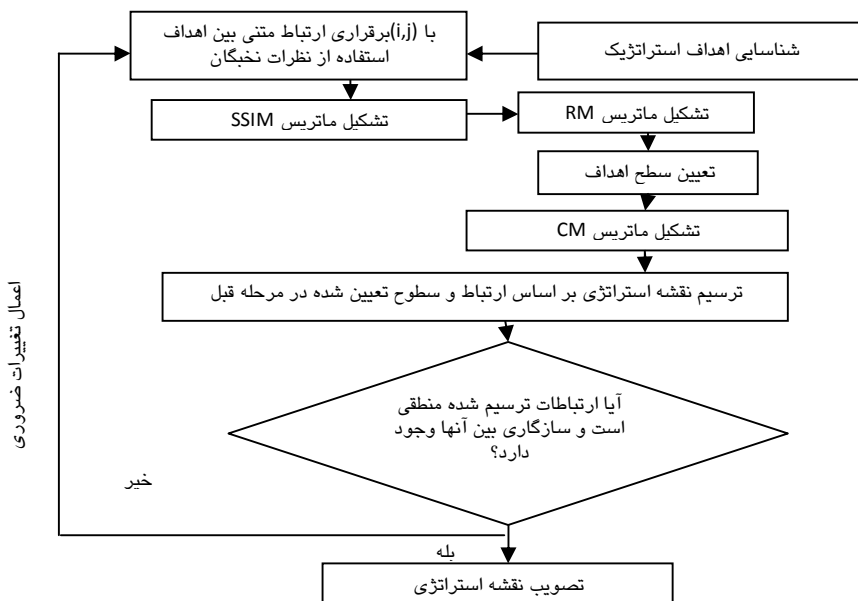 شناسایی اهداف استراتژیک
با (i,j)برقراری ارتباط متنی بین اهداف
استفاده از نظرات نخبگان
تشکیل ماتریس SSIM
تشکیل ماتریس RM
تعیین سطح اهداف
تشکیل ماتریس CM
ترسیم نقشه استراتژی بر اساس ارتباط و سطوح تعیین شده در مرحله قبل
آیا ارتباطات ترسیم شده منطقی
است و سازگاری بین آنها وجود
دارد؟
خیر
اعمال تغییرات ضروری
بله
تصویب نقشه استراتژی